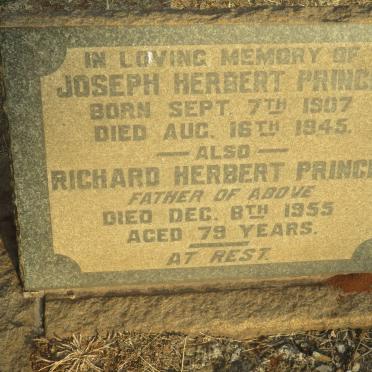 IN LOVING MEMORY OF
JOSEPH HERBERT PRINC
BORN SEPT. 7TH 1907
DIED AUG. 16TH 1945.
— ALSO —
RICHARD HERBERT PRINC
FATHER OF ABOVE
DIED DEC. 8TH 1955
AGED 79 YEARS.
AT REST.